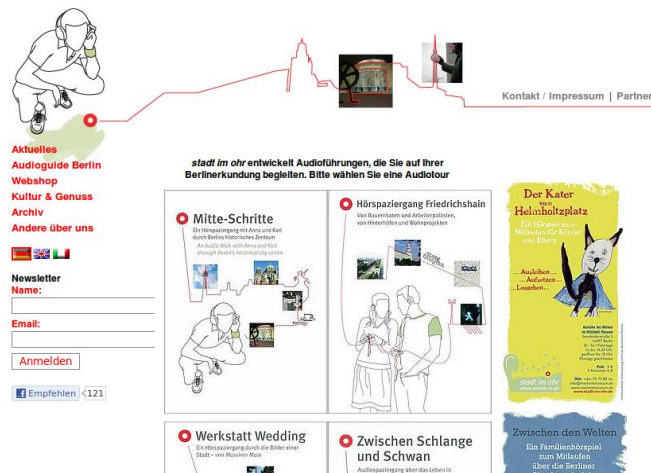 Kontakt / Impressum | Partner
Aktuelles
Audioguide Berlin
Webshop
Kultur & Genuss
Archiv
Andere über uns
Newsletter
Name:
Email:
Anmelden
Empfehlen 121
stadt im ohr entwickelt Audioführungen, die Sie auf Ihrer
Berlinerkundung begleiten. Bitte wählen Sie eine Audiotour
Mitte-Schritte
Ein Hörspaziergang mit Anna und Karl
durch Berlins historisches Zentrum
An Audio Walk with Anna and Karl
through Berlin's historical city centre
Hörspaziergang Friedrichshain
Von Bauernkaten und Arbeiterpalästen,
von Hinterhöfen und Wohnprojekten
Werkstatt Wedding
Ein Hörspaziergang durch die Bilder einer
Stadt – von Massimo Maio
Zwischen Schlange
und Schwan
Audiospaziergang über das Leben in
Der Kater
vom
Helmholtzplatz
Ein Hörspiel zum
Mitlaufen für Kinder
und Eltern
... Ausleihen ...
... Aufsetzen ...
... Losgehen ...
stadt im ohr
Zwischen den Welten
Ein Familienhörspiel
zum Mitlaufen
über die Berliner